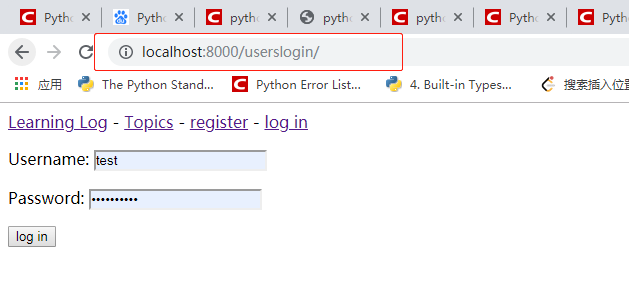 Pytho
Pytho
pytho
pytho
pytho
Pytho
Pytho
localhost:8000/userslogin/
应用
The Python Stand...
Python Error List...
4. Built-in Types...
搜索插入位置
Learning Log - Topics - register - log in
Username: test
Password: ••••••••••
log in